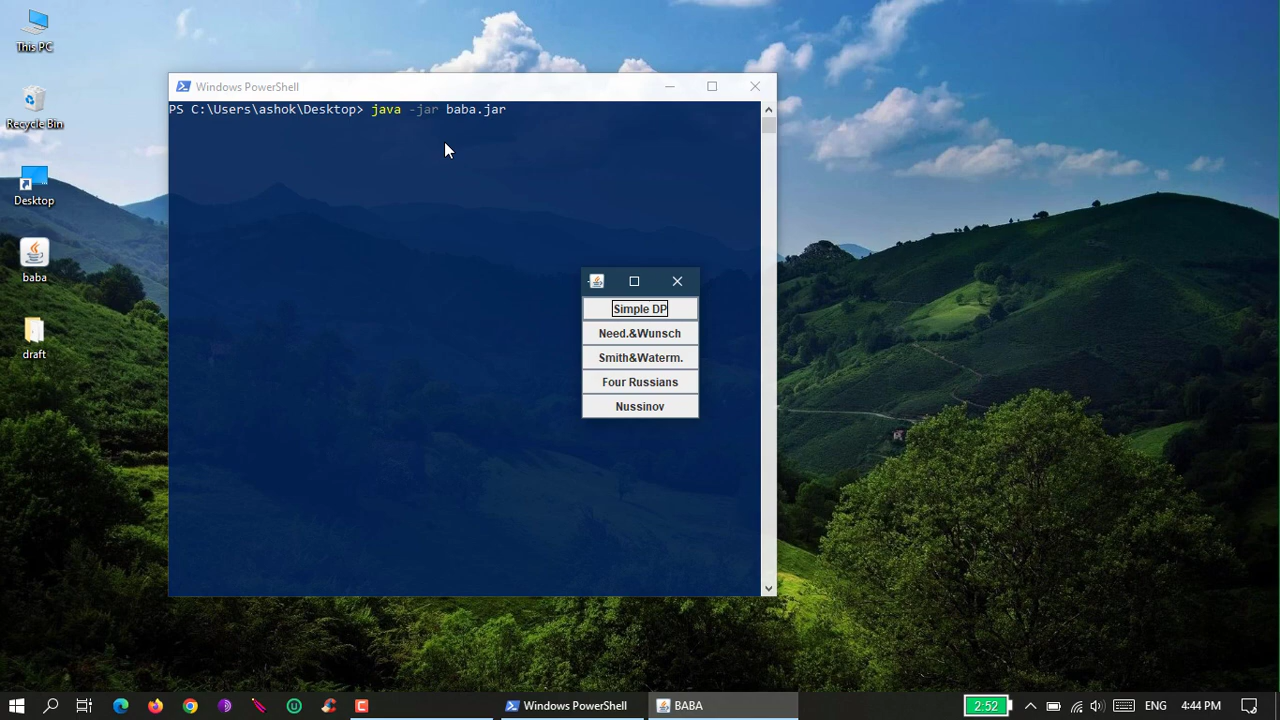 This PC
Recycle Bin
Desktop
baba
draft
Windows PowerShell
PS C:\Users\ashok\Desktop> java -jar baba.jar
Simple DP
Need.&Wunsch
Smith&Waterm.
Four Russians
Nussinov
Windows PowerShell
BABA
2:52
ENG
4:44 PM